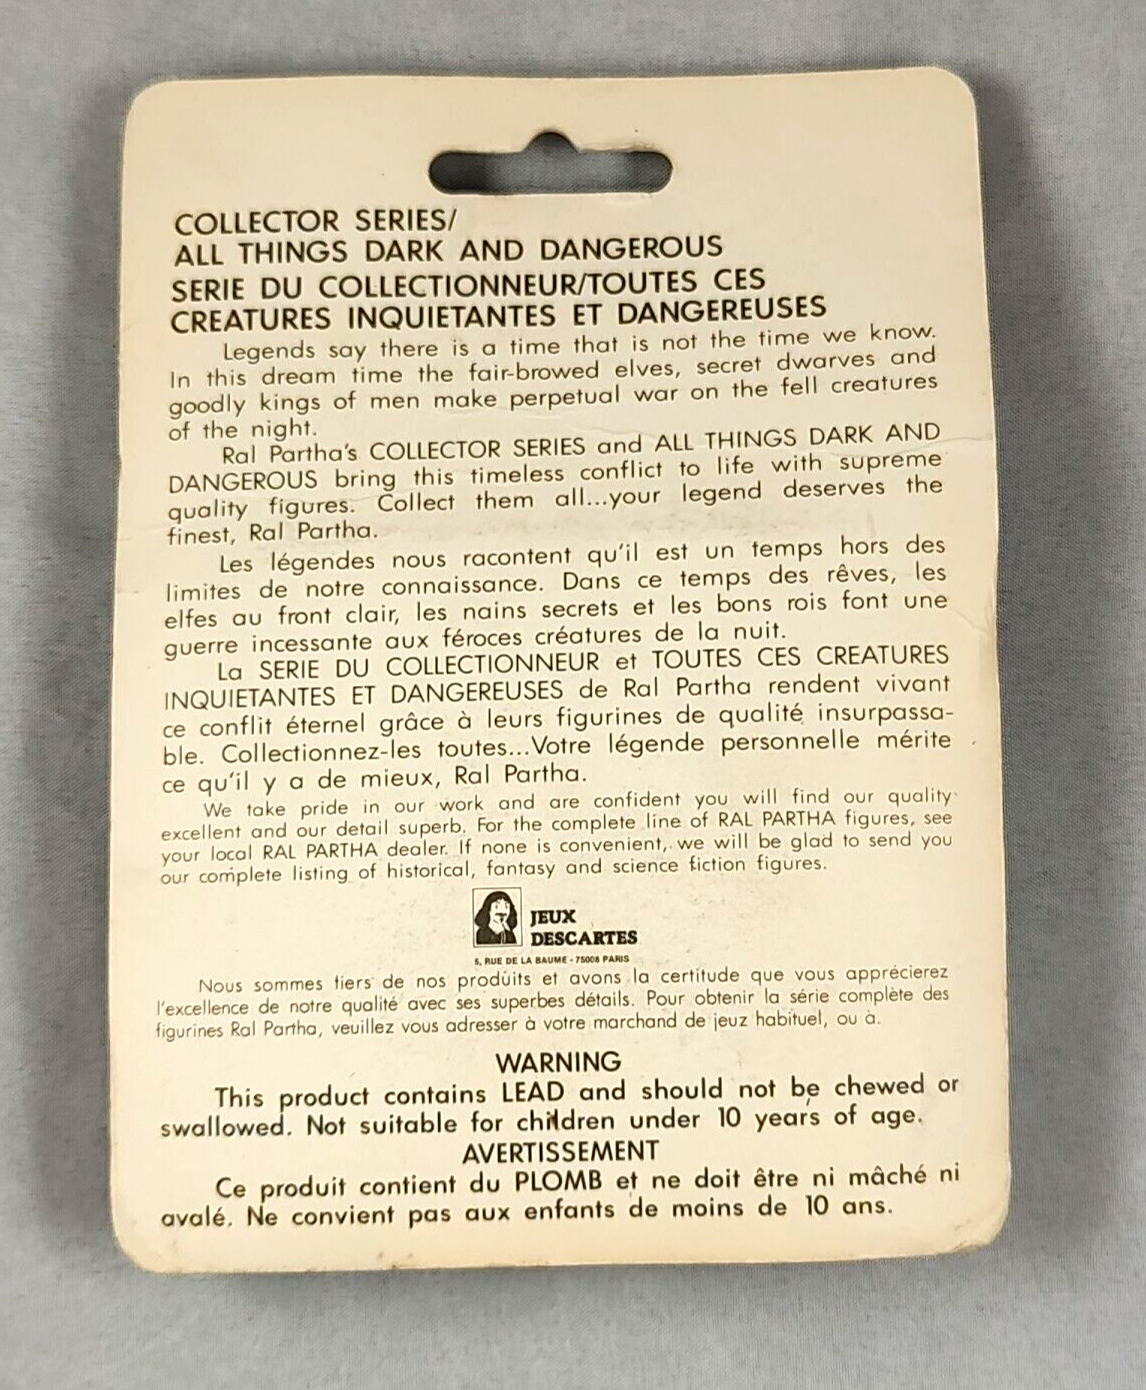 COLLECTOR SERIES/
ALL THINGS DARK AND DANGEROUS
SERIE DU COLLECTIONNEUR/TOUTES CES
CREATURES INQUIETANTES ET DANGEREUSES
Legends say there is a time that is not the time we know.
In this dream time the fair-browed elves, secret dwarves and
goodly kings of men make perpetual war on the fell creatures
of the night.
Ral Partha's COLLECTOR SERIES and ALL THINGS DARK AND
DANGEROUS bring this timeless conflict to life with supreme
quality figures. Collect them all...your legend deserves the
finest, Ral Partha.
Les légendes nous racontent qu'il est un temps hors des
limites de notre connaissance. Dans ce temps des rêves, les
elfes au front clair, les nains secrets et les bons rois font une
guerre incessante aux féroces créatures de la nuit.
La SERIE DU COLLECTIONNEUR et TOUTES CES CREATURES
INQUIETANTES ET DANGEREUSES de Ral Partha rendent vivant
ce conflit éternel grâce à leurs figurines de qualité insurpassa-
ble. Collectionnez-les toutes...Votre légende personnelle mérite
ce qu'il y a de mieux, Ral Partha.
We take pride in our work and are confident you will find our quality
excellent and our detail superb. For the complete line of RAL PARTHA figures, see
your local RAL PARTHA dealer. If none is convenient, we will be glad to send you
our complete listing of historical, fantasy and science fiction figures.
JEUX
DESCARTES
5, RUE DE LA BAUME - 75008 PARIS
Nous sommes fiers de nos produits et avons la certitude que vous apprécierez
l'excellence de notre qualité avec ses superbes détails. Pour obtenir la série complète des
figurines Ral Partha, veuillez vous adresser à votre marchand de jeuz habituel, ou à.
WARNING
This product contains LEAD and should not be chewed or
swallowed. Not suitable for children under 10 years of age.
AVERTISSEMENT
Ce produit contient du PLOMB et ne doit être ni mâché ni
avalé. Ne convient pas aux enfants de moins de 10 ans.